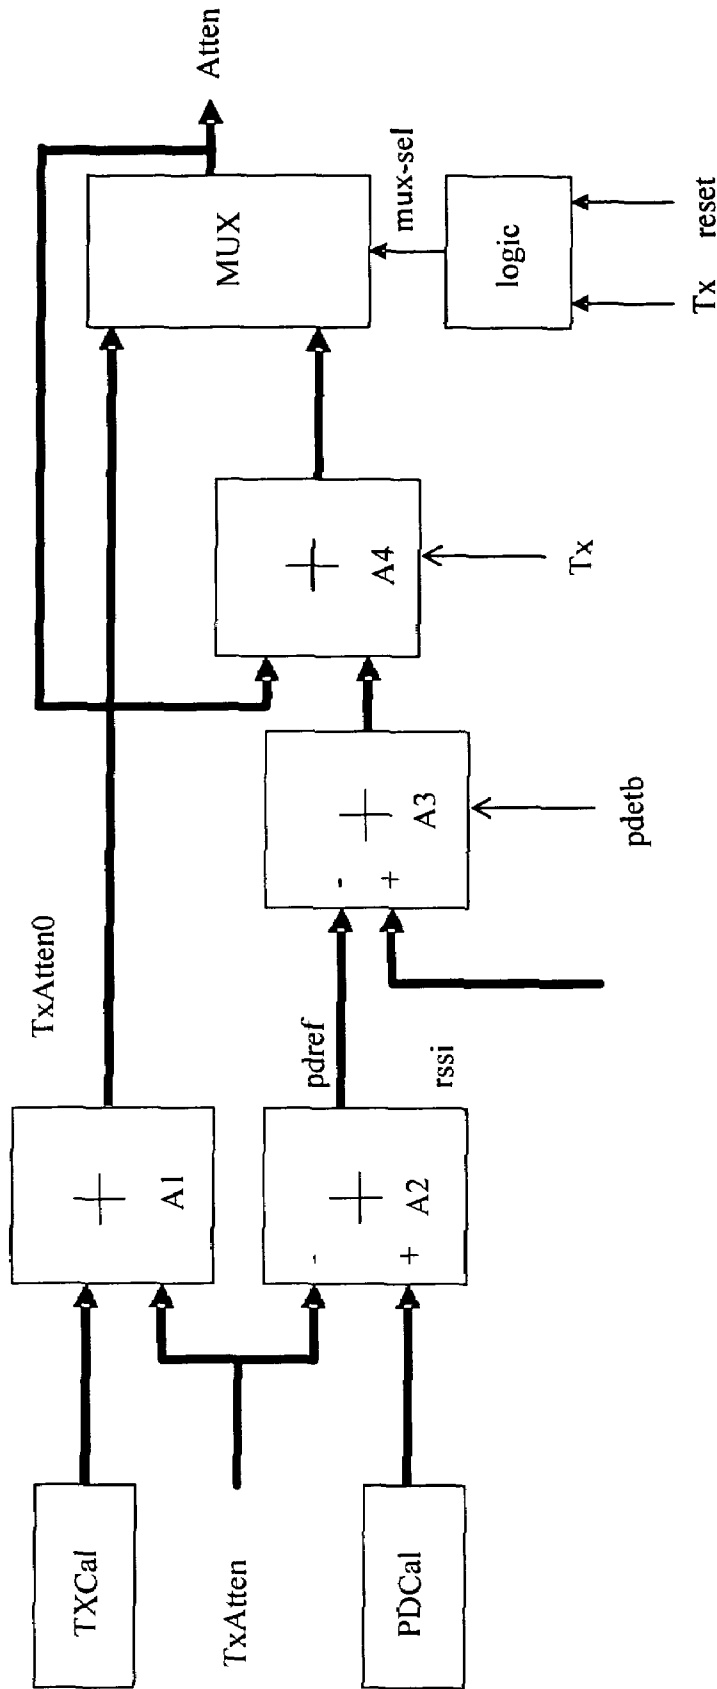 TXCal
TxAtten
PDCal
+
A1
-
+
+
A2
TxAtten0
pdref
rssi
-
+
+
A3
pdetb
+
A4
Tx
MUX
mux-sel
logic
Tx
reset
Atten